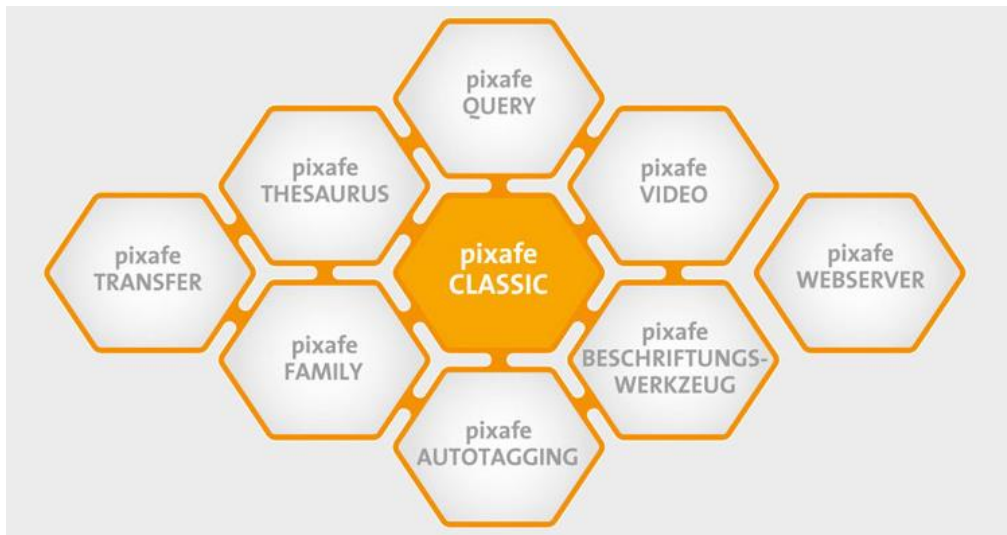 pixafe
QUERY
pixafe
THESAURUS
pixafe
VIDEO
pixafe
TRANSFER
pixafe
CLASSIC
pixafe
WEBSERVER
pixafe
FAMILY
pixafe
BESCHRIFTUNGS-
WERKZEUG
pixafe
AUTOTAGGING